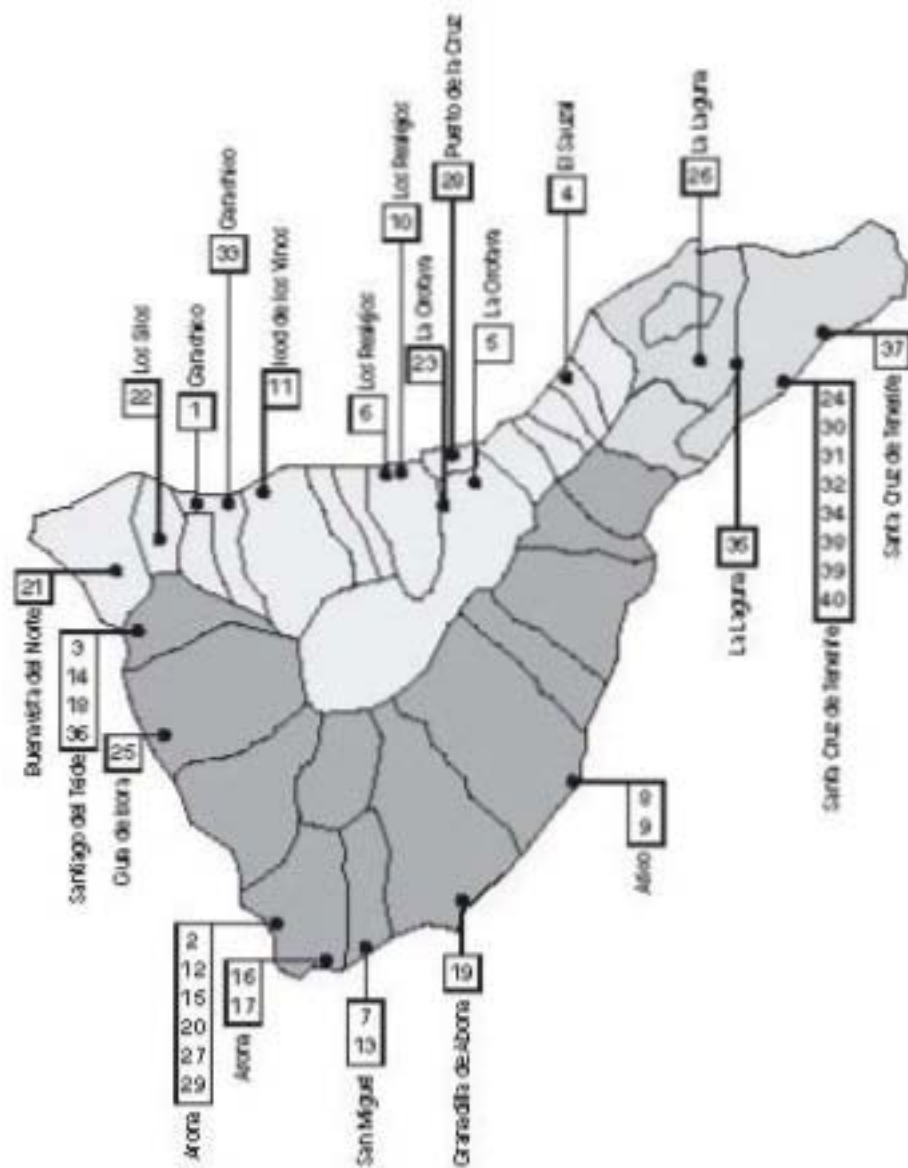 Los Silos
22
Garachico
1
Garachico
33
Icod de los Vinos
11
Los Realejos
6
Los Realejos
10
La Orotava
23
Puerto de la Cruz
28
La Orotava
5
El Sauzal
4
La Laguna
26
21
Buenavista del Norte
3
14
18
36
Santiago del Teide
25
Guía de Isora
2
12
15
20
27
29
Arona
16
17
Arona
7
13
San Miguel
19
Granadilla de Abona
8
9
Arico
35
La Laguna
24
30
31
32
34
38
39
40
Santa Cruz de Tenerife
37
Santa Cruz de Tenerife